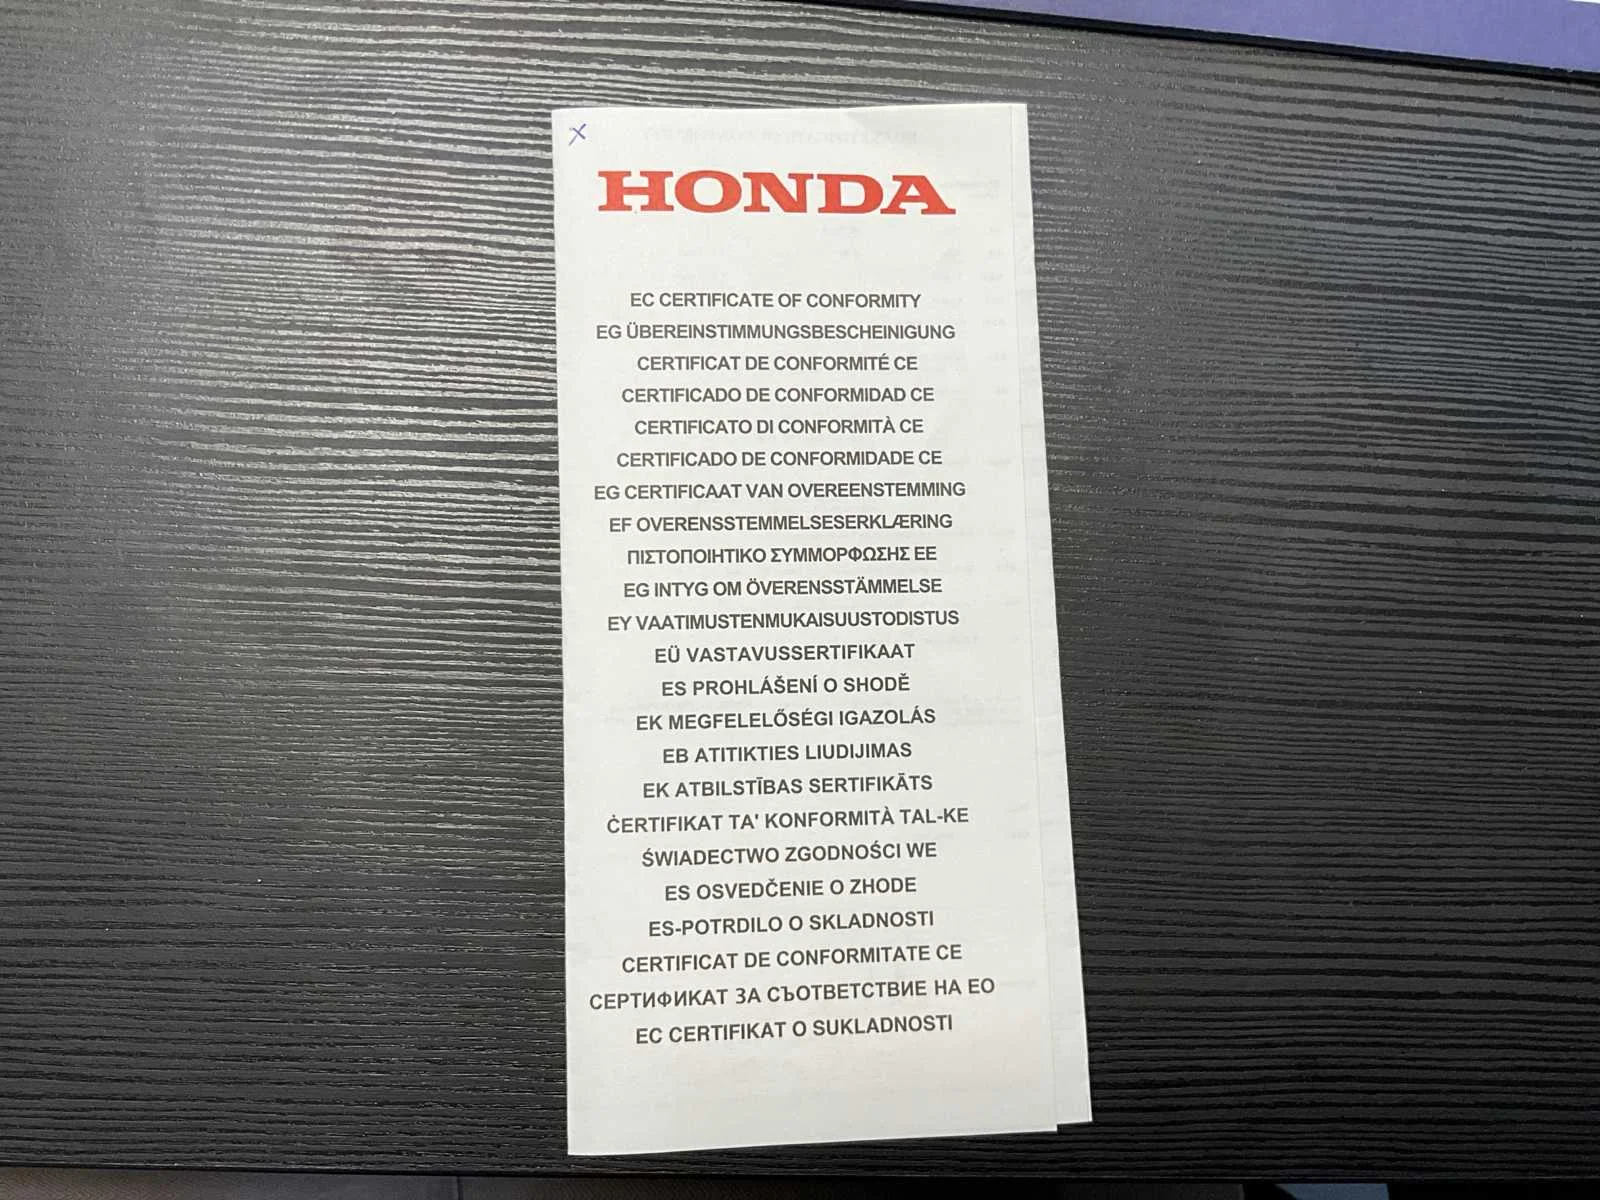 x
HONDA
EC CERTIFICATE OF CONFORMITY
EG ÜBEREINSTIMMUNGSBESCHEINIGUNG
CERTIFICAT DE CONFORMITÉ CE
CERTIFICADO DE CONFORMIDAD CE
CERTIFICATO DI CONFORMITÀ CE
CERTIFICADO DE CONFORMIDADE CE
EG CERTIFICAAT VAN OVEREENSTEMMING
EF OVERENSSTEMMELSESERKLÆRING
ΠΙΣΤΟΠΟΙΗΤΙΚΟ ΣΥΜΜΟΡΦΩΣΗΣ ΕΕ
EG INTYG OM ÖVERENSSTÄMMELSE
EY VAATIMUSTENMUKAISUUSTODISTUS
EÜ VASTAVUSSERTIFIKAAT
ES PROHLÁŠENÍ O SHODĚ
EK MEGFELELŐSÉGI IGAZOLÁS
EB ATITIKTIES LIUDIJIMAS
EK ATBILSTĪBAS SERTIFIKĀTS
ĊERTIFIKAT TA' KONFORMITÀ TAL-KE
ŚWIADECTWO ZGODNOŚCI WE
ES OSVEDČENIE O ZHODE
ES-POTRDILO O SKLADNOSTI
CERTIFICAT DE CONFORMITATE CE
СЕРТИФИКАТ ЗА СЪОТВЕТСТВИЕ НА ЕО
EC CERTIFIKAT O SUKLADNOSTI